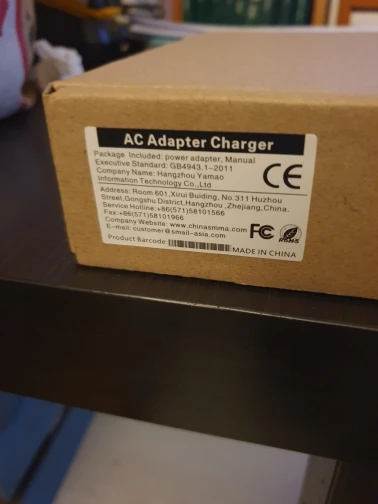 AC Adapter Charger
Package Included: power adapter, Manual
Executive Standard: GB4943.1-2011
Company Name: Hangzhou Yamao
Information Technology Co.,Ltd
CE
Address: Room 601,Xirui Buiding, No.311 Huzhou
Street,Gongshu District,Hangzhou ,Zhejiang,China.
Service Hotline:+86(571)58101566
Fax:+86(571)58101966
Company Website: www.chinasmma.com
E-mail: customer@smail-asia.com
FC
RoHS
Product Barcode:
MADE IN CHINA